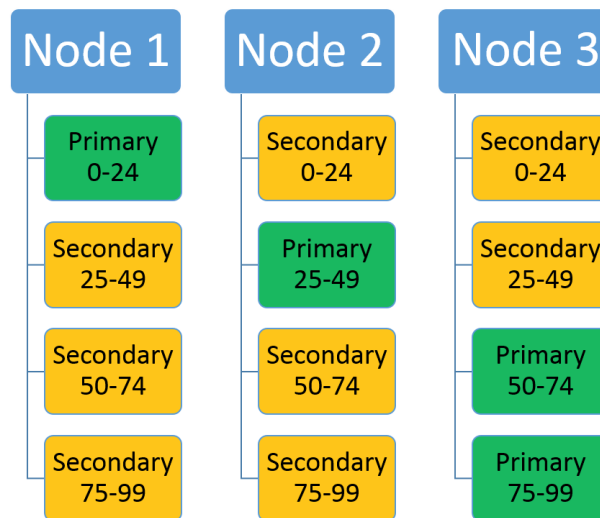 Node 1
Primary
0-24
Secondary
25-49
Secondary
50-74
Secondary
75-99
Node 2
Secondary
0-24
Primary
25-49
Secondary
50-74
Secondary
75-99
Node 3
Secondary
0-24
Secondary
25-49
Primary
50-74
Primary
75-99